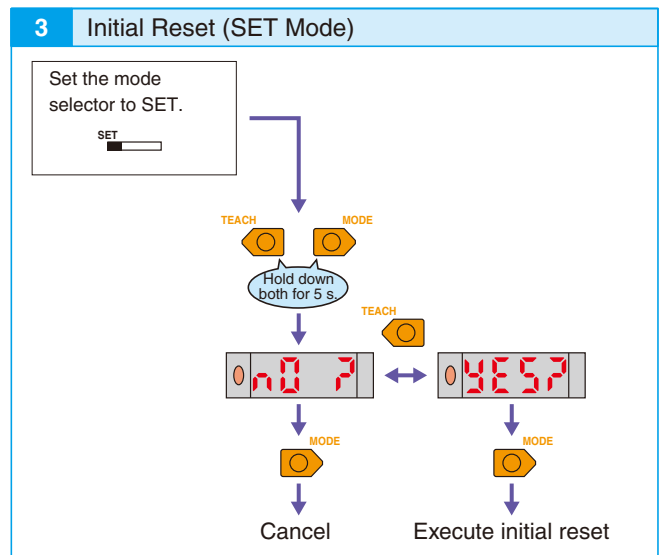 3 Initial Reset (SET Mode)
Set the mode
selector to SET.
SET
TEACH MODE
Hold down
both for 5 s.
TEACH
nO ? YES?
MODE MODE
Cancel Execute initial reset